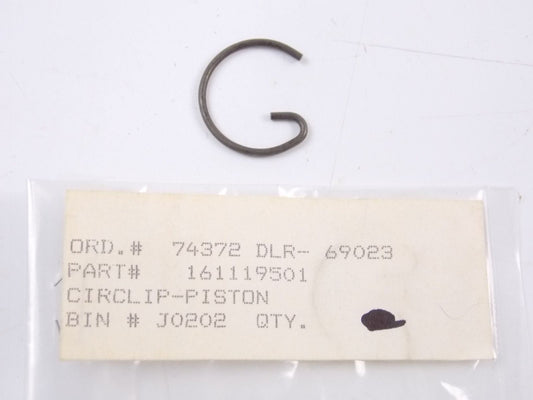 ORD.# 74372 DLR- 69023
PART# 161119501
CIRCLIP-PISTON
BIN # J0202 QTY.